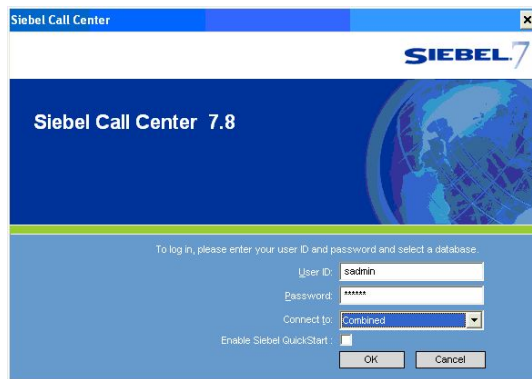 Siebel Call Center
SIEBEL.7
Siebel Call Center 7.8
To log in, please enter your user ID and password and select a database.
User ID: sadmin
Password: ******
Connect to: Combined
Enable Siebel QuickStart :
OK Cancel